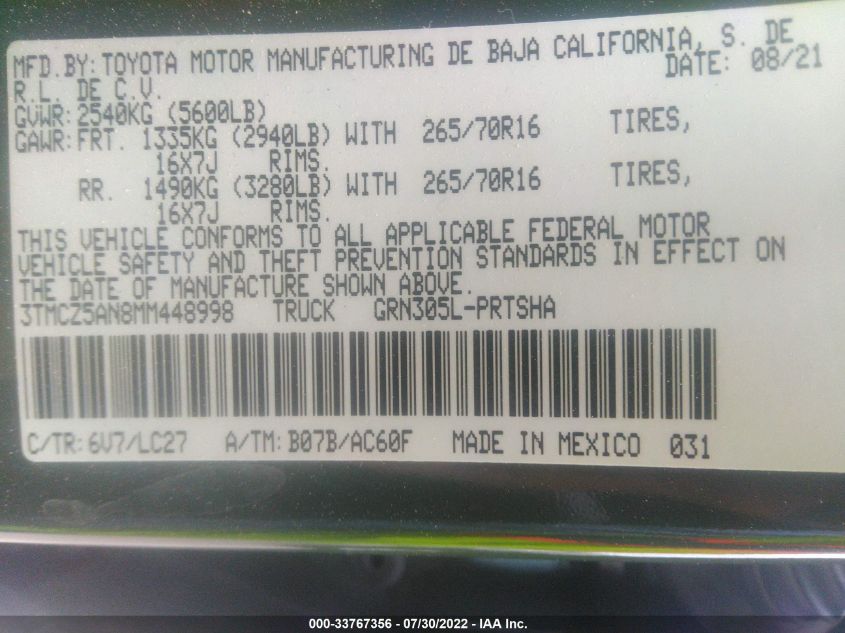 MFD. BY: TOYOTA MOTOR MANUFACTURING DE BAJA CALIFORNIA, S. DE
R.L. DE C.V. DATE: 08/21
GVWR: 2540KG (5600LB)
GAWR: FRT. 1335KG (2940LB) WITH 265/70R16 TIRES,
16X7J RIMS.
RR. 1490KG (3280LB) WITH 265/70R16 TIRES,
16X7J RIMS.
THIS VEHICLE CONFORMS TO ALL APPLICABLE FEDERAL MOTOR
VEHICLE SAFETY AND THEFT PREVENTION STANDARDS IN EFFECT ON
THE DATE OF MANUFACTURE SHOWN ABOVE.
3TMCZ5AN8MM448998 TRUCK GRN305L-PRTSHA
C/TR: 6V7/LC27 A/TM: B07B/AC60F MADE IN MEXICO 031
000-33767356 - 07/30/2022 - IAA Inc.